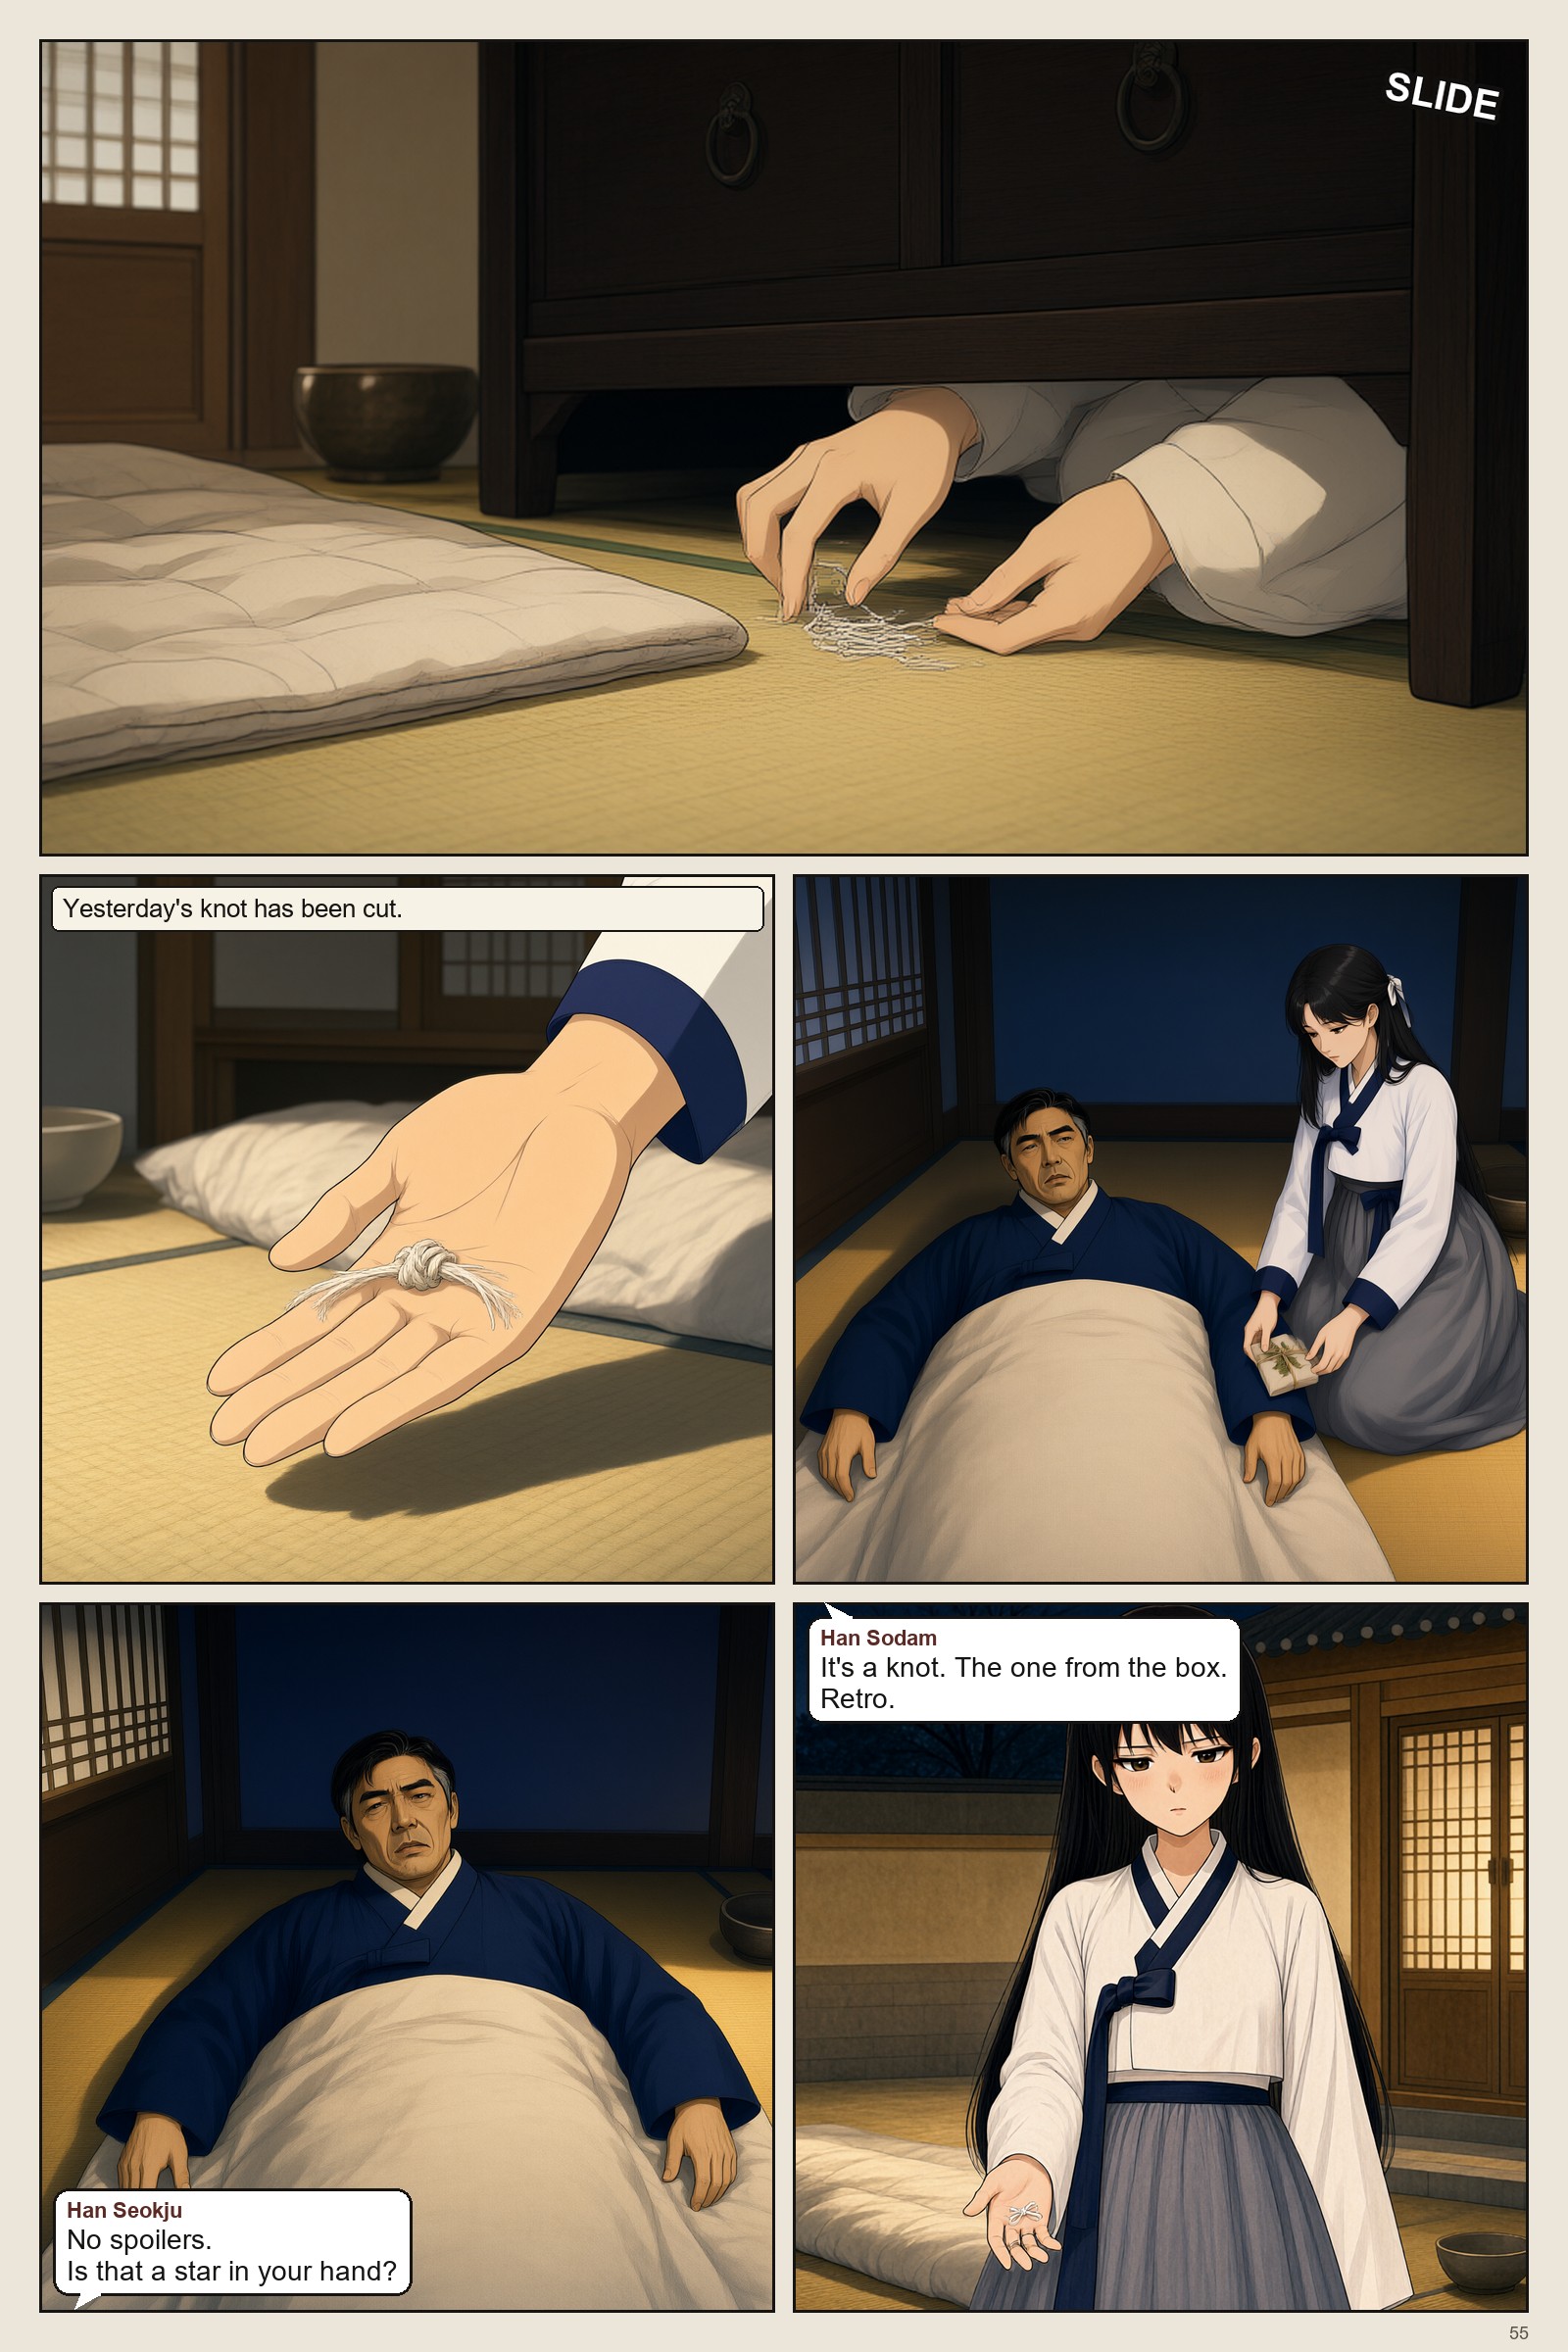 SLIDE
Yesterday's knot has been cut.
Han Seokju
No spoilers.
Is that a star in your hand?
Han Sodam
It's a knot. The one from the box.
Retro.
55